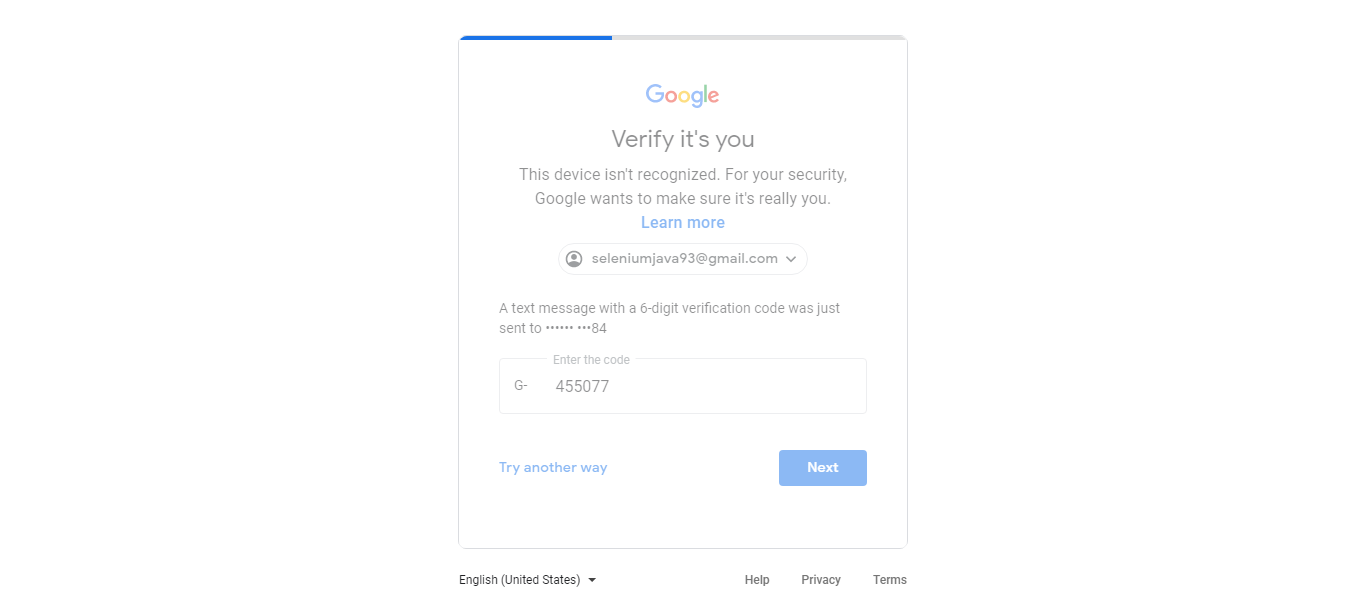 Google
Verify it's you
This device isn't recognized. For your security,
Google wants to make sure it's really you.
Learn more
seleniumjava93@gmail.com
A text message with a 6-digit verification code was just
sent to •••••• •••84
Enter the code
G- 455077
Try another way Next
English (United States) Help Privacy Terms